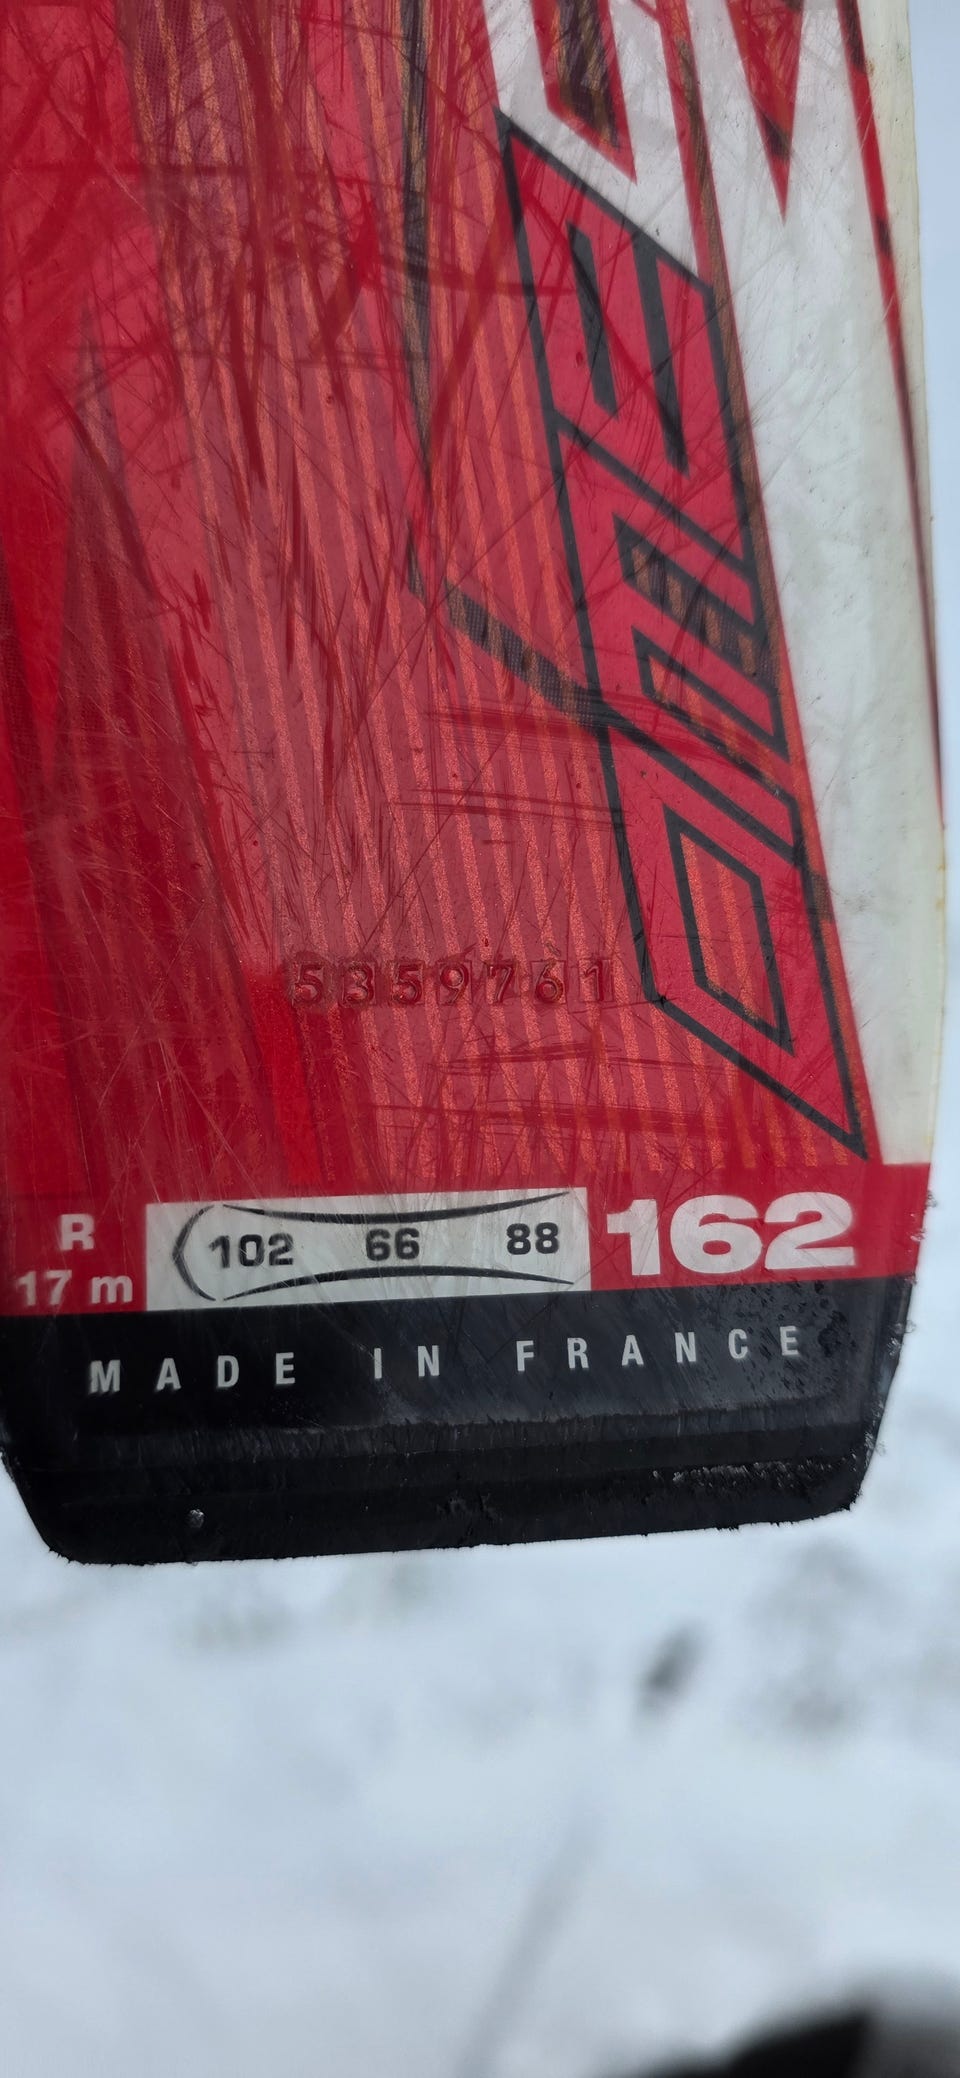 5359761
R 102 66 88 162
17 m
MADE IN FRANCE